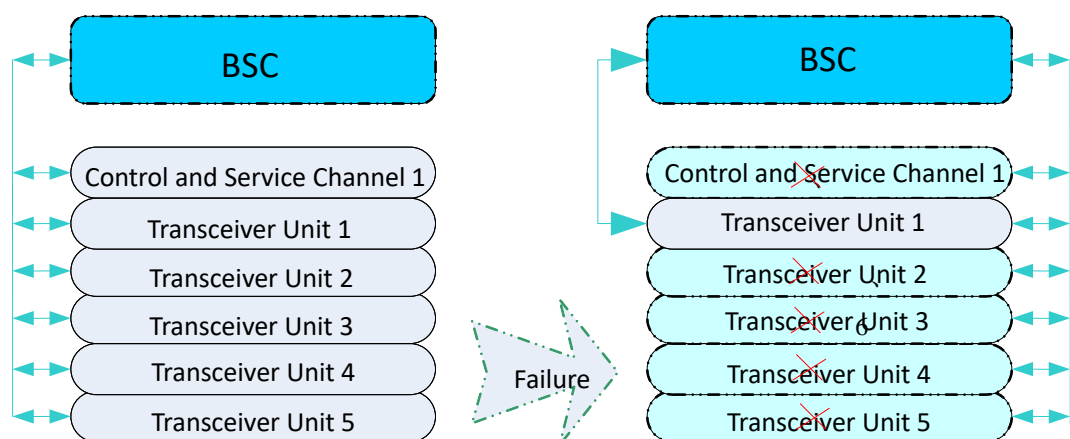 BSC
Control and Service Channel 1
Transceiver Unit 1
Transceiver Unit 2
Transceiver Unit 3
Transceiver Unit 4
Transceiver Unit 5
Failure
BSC
Control and Service Channel 1
Transceiver Unit 1
Transceiver Unit 2
Transceiver Unit 3
6
Transceiver Unit 4
Transceiver Unit 5